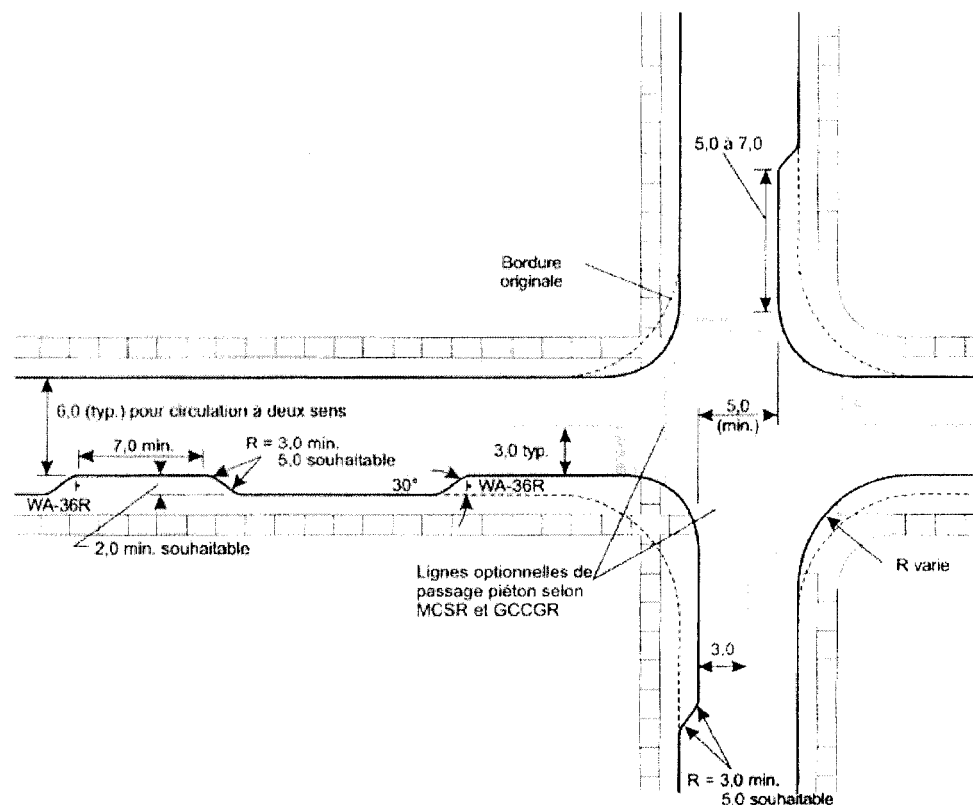 5,0 à 7,0
Bordure
originale
6,0 (typ.) pour circulation à deux sens
5,0
(min.)
7,0 min.
R = 3,0 min.
5,0 souhaitable
3,0 typ.
30°
WA-36R
WA-36R
2,0 min. souhaitable
R varie
Lignes optionnelles de
passage piéton selon
MCSR et GCCGR
3,0
R = 3,0 min.
5,0 souhaitable